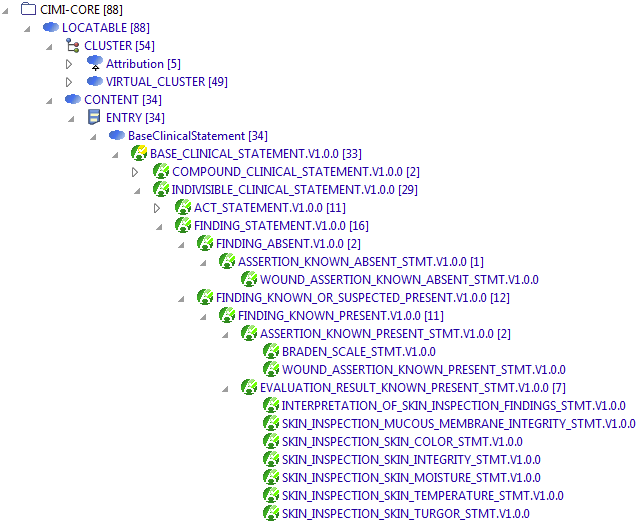 CIMI-CORE [88]
LOCATABLE [88]
CLUSTER [54]
Attribution [5]
VIRTUAL_CLUSTER [49]
CONTENT [34]
ENTRY [34]
BaseClinicalStatement [34]
BASE_CLINICAL_STATEMENT.V1.0.0 [33]
COMPOUND_CLINICAL_STATEMENT.V1.0.0 [2]
INDIVISIBLE_CLINICAL_STATEMENT.V1.0.0 [29]
ACT_STATEMENT.V1.0.0 [11]
FINDING_STATEMENT.V1.0.0 [16]
FINDING_ABSENT.V1.0.0 [2]
ASSERTION_KNOWN_ABSENT_STMT.V1.0.0 [1]
WOUND_ASSERTION_KNOWN_ABSENT_STMT.V1.0.0
FINDING_KNOWN_OR_SUSPECTED_PRESENT.V1.0.0 [12]
FINDING_KNOWN_PRESENT.V1.0.0 [11]
ASSERTION_KNOWN_PRESENT_STMT.V1.0.0 [2]
BRADEN_SCALE_STMT.V1.0.0
WOUND_ASSERTION_KNOWN_PRESENT_STMT.V1.0.0
EVALUATION_RESULT_KNOWN_PRESENT_STMT.V1.0.0 [7]
INTERPRETATION_OF_SKIN_INSPECTION_FINDINGS_STMT.V1.0.0
SKIN_INSPECTION_MUCOUS_MEMBRANE_INTEGRITY_STMT.V1.0.0
SKIN_INSPECTION_SKIN_COLOR_STMT.V1.0.0
SKIN_INSPECTION_SKIN_INTEGRITY_STMT.V1.0.0
SKIN_INSPECTION_SKIN_MOISTURE_STMT.V1.0.0
SKIN_INSPECTION_SKIN_TEMPERATURE_STMT.V1.0.0
SKIN_INSPECTION_SKIN_TURGOR_STMT.V1.0.0